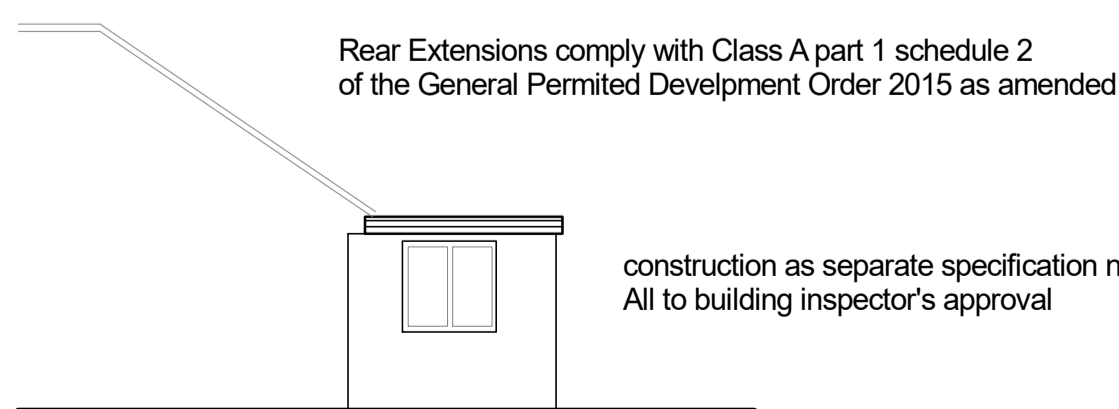 Rear Extensions comply with Class A part 1 schedule 2
of the General Permited Develpment Order 2015 as amended
construction as separate specification
All to building inspector's approval